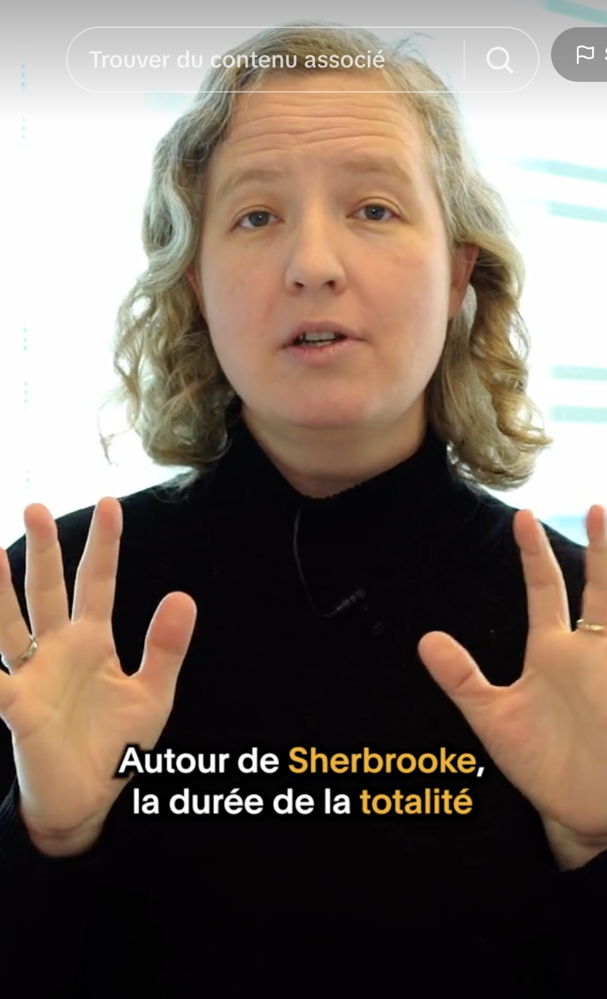 Trouver du contenu associé
Autour de Sherbrooke,
la durée de la totalité